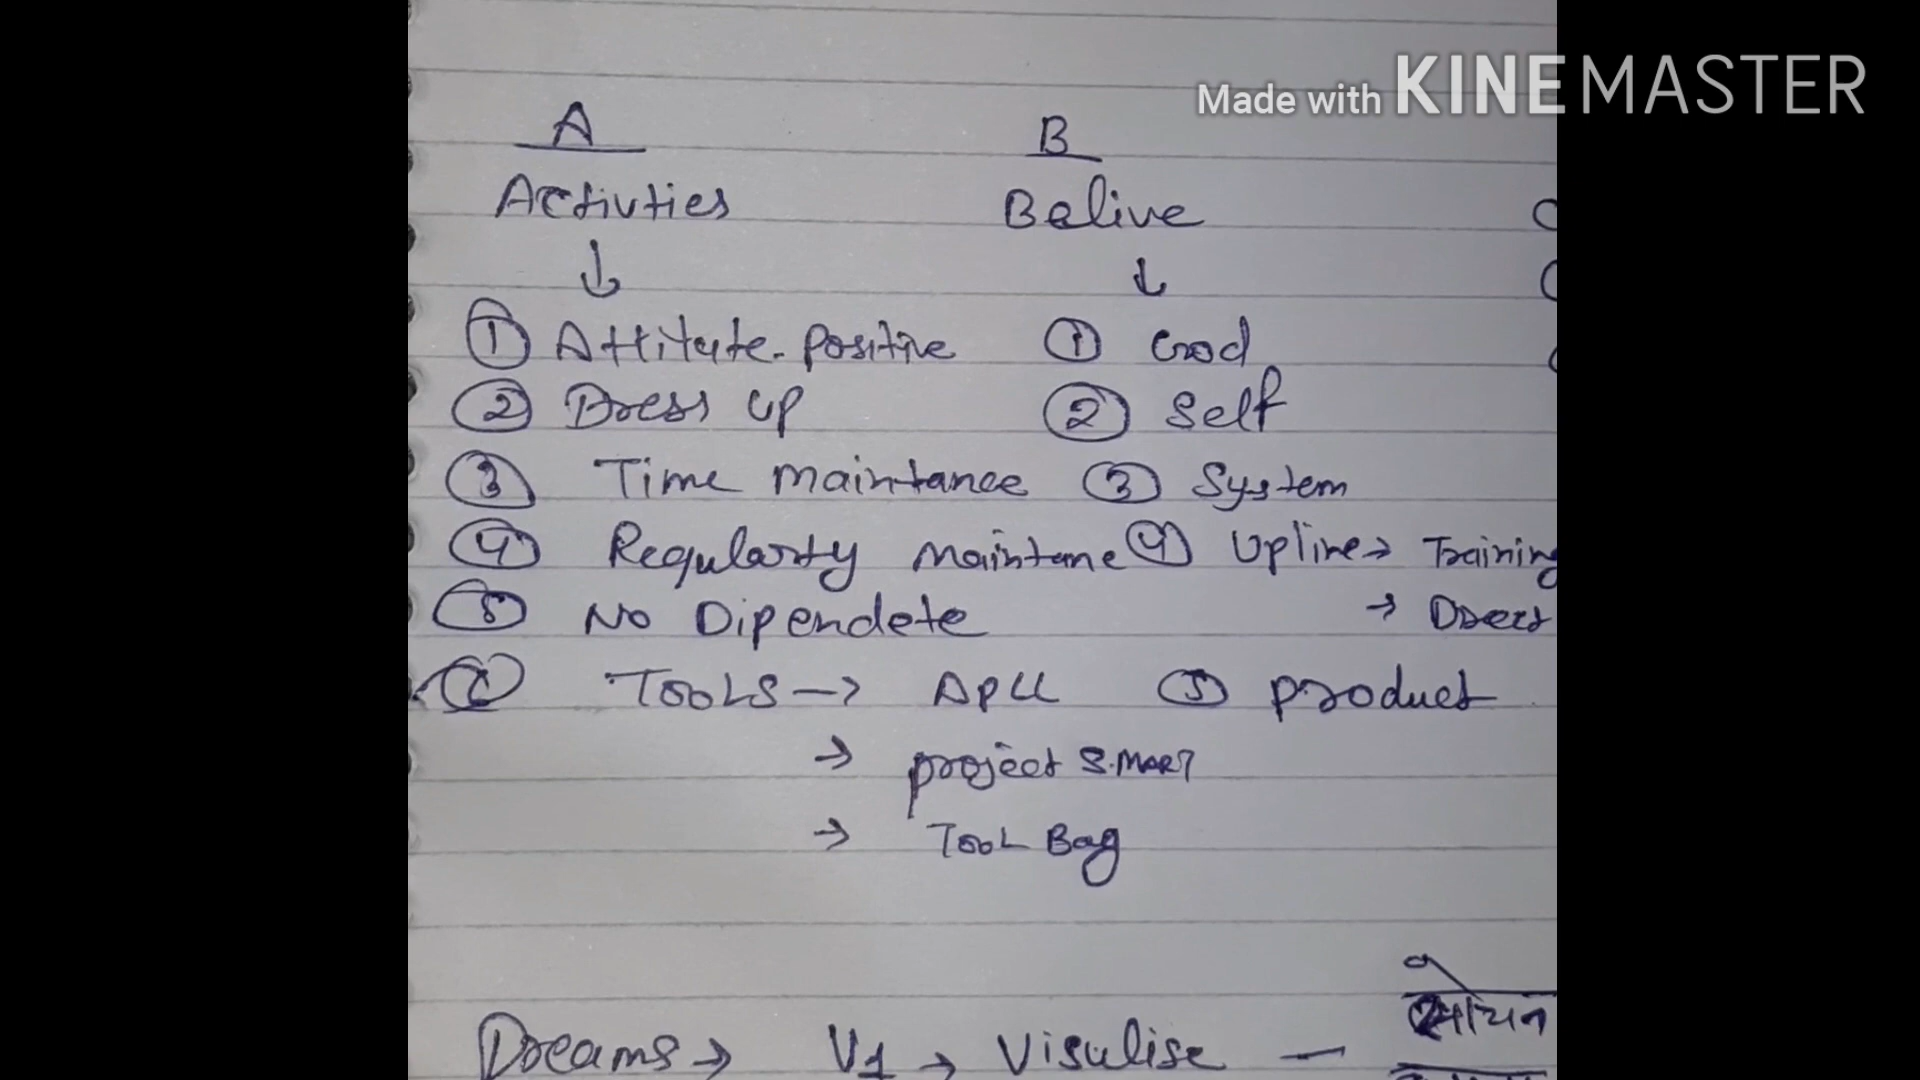 Made with KINEMASTER
A B
Activties Belive
↓ ↓
① Attitute - Positive ① God
② Dress up ② Self
③ Time Maintance ③ System
④ Regularty Maintane ④ Upline → Training
⑤ No Dipendete →
⑥ TOOLS → APLL ⑤ product
→ project S.MART
→ Tool Bag
Dreams → V1 → Visulise —